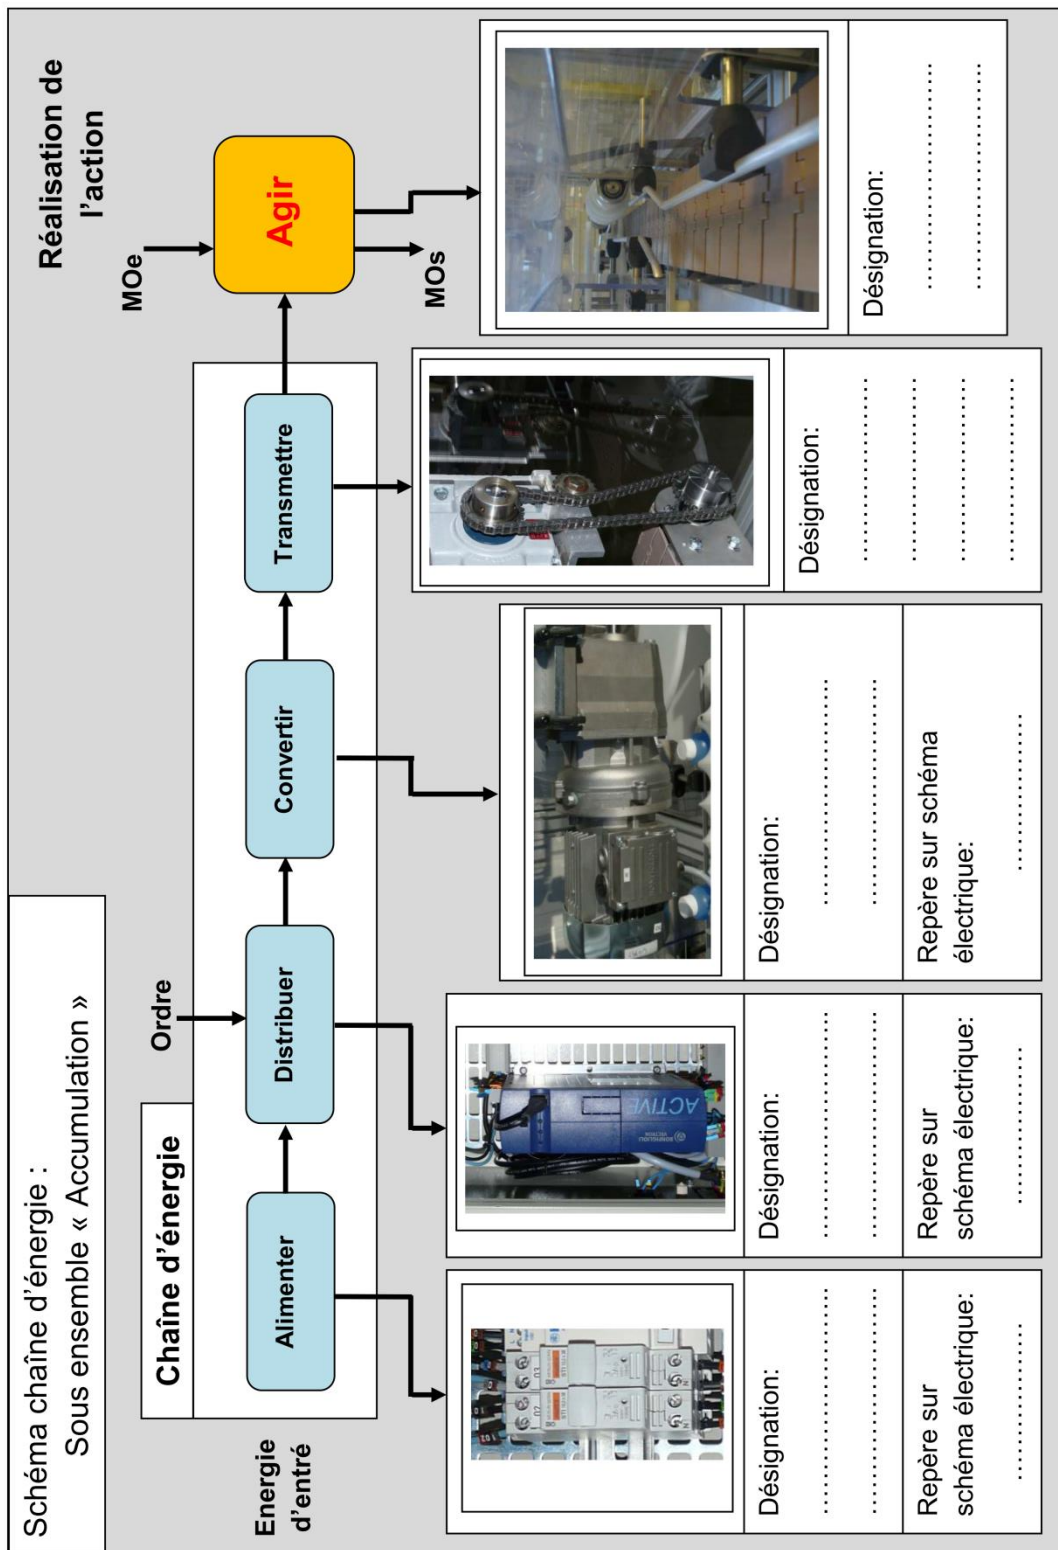 Schéma chaîne d'énergie :
Sous ensemble « Accumulation »
Chaîne d'énergie
Réalisation de
l'action
Ordre
MOe
Energie
d'entré
Alimenter
Distribuer
Convertir
Transmettre
Agir
MOs
ACTIVE
BONFIGLIOLI
Désignation:
..............................
..............................
Repère sur
schéma électrique:
..................
Désignation:
..............................
..............................
Repère sur
schéma électrique:
..................
Désignation:
..............................
..............................
Repère sur schéma
électrique:
..................
Désignation:
..............................
..............................
..............................
..............................
Désignation:
..............................
..............................